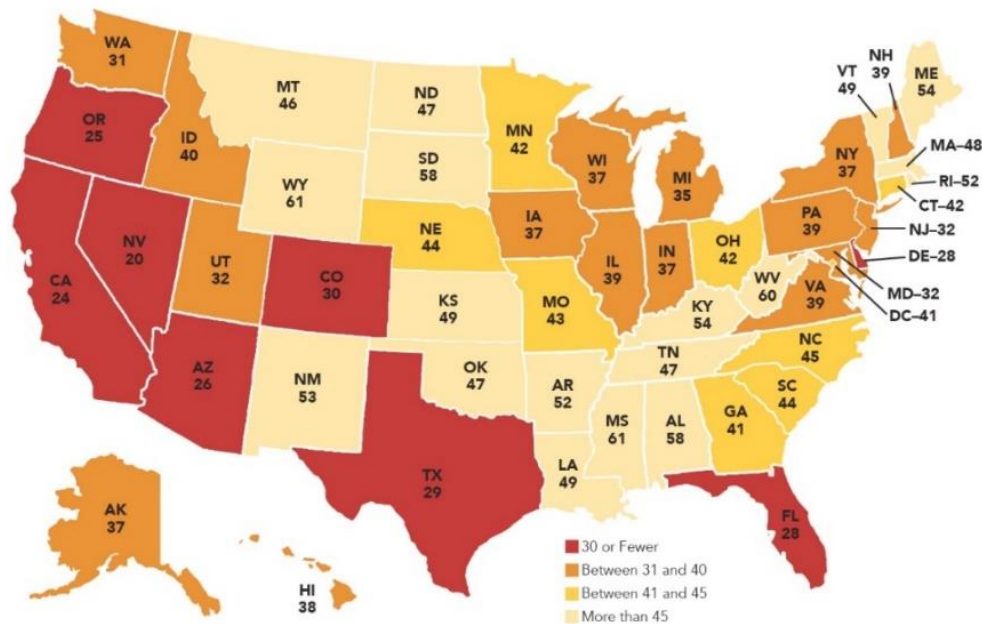 WA
31
OR
25
ID
40
MT
46
ND
47
MN
42
SD
58
WY
61
NE
44
NV
20
UT
32
CO
30
CA
24
AZ
26
NM
53
KS
49
OK
47
TX
29
WI
37
MI
35
IA
37
IL
39
IN
37
OH
42
MO
43
KY
54
WV
60
VA
39
TN
47
NC
45
SC
44
AR
52
MS
61
AL
58
GA
41
LA
49
FL
28
PA
39
NY
37
VT
49
NH
39
ME
54
MA–48
RI–52
CT–42
NJ–32
DE–28
MD–32
DC–41
AK
37
HI
38
30 or Fewer
Between 31 and 40
Between 41 and 45
More than 45